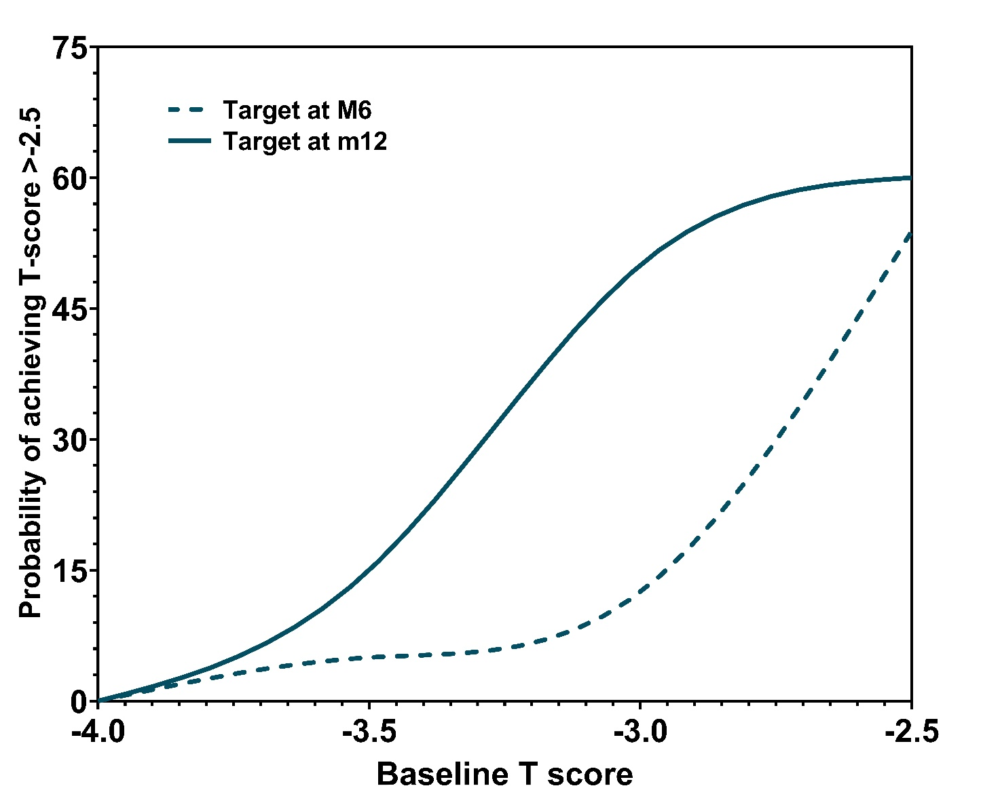 75
60
45
30
15
0
Probability of achieving T-score >-2.5
Target at M6
Target at m12
-4.0
-3.5
-3.0
-2.5
Baseline T score